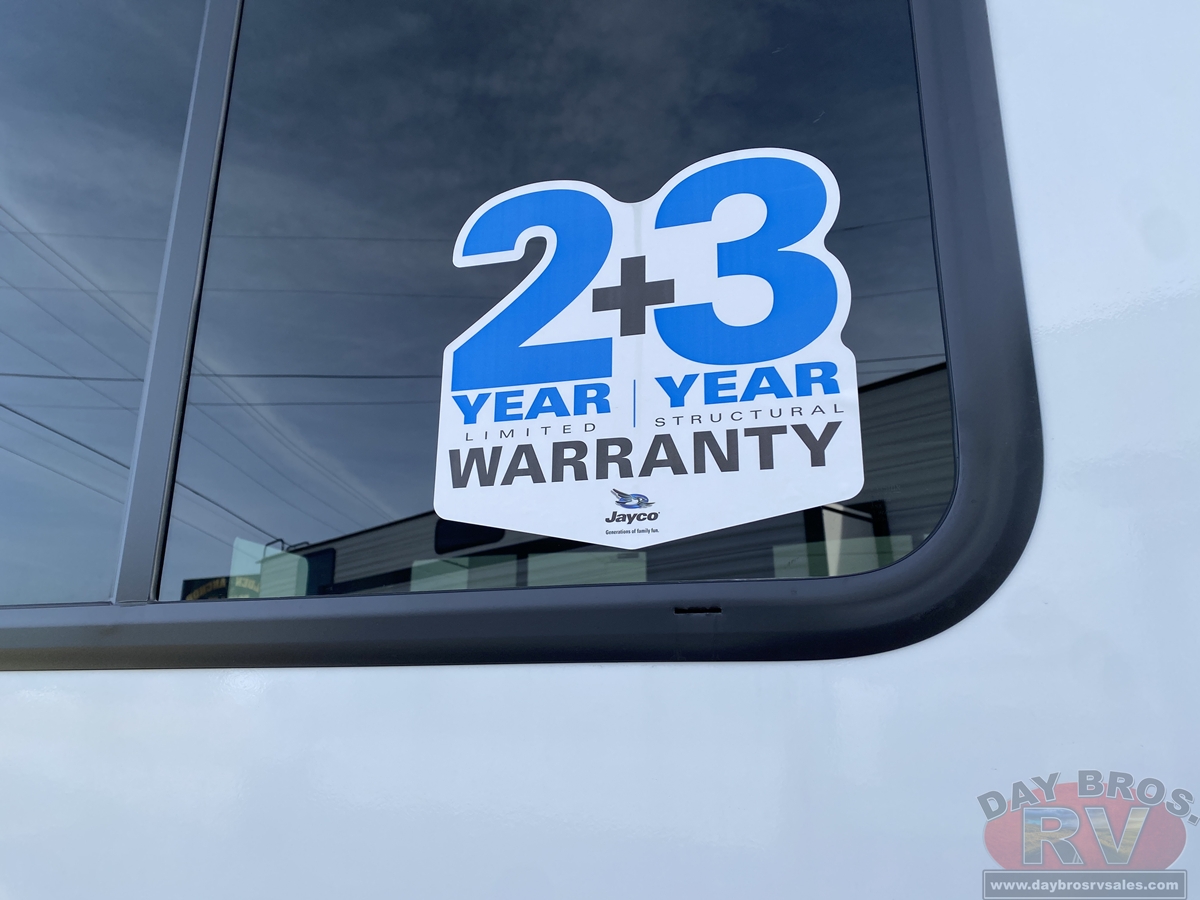 2+3
YEAR | YEAR
LIMITED STRUCTURAL
WARRANTY
Jayco
Generations of family fun.
DAY BROS.
RV
www.daybrosrvsales.com